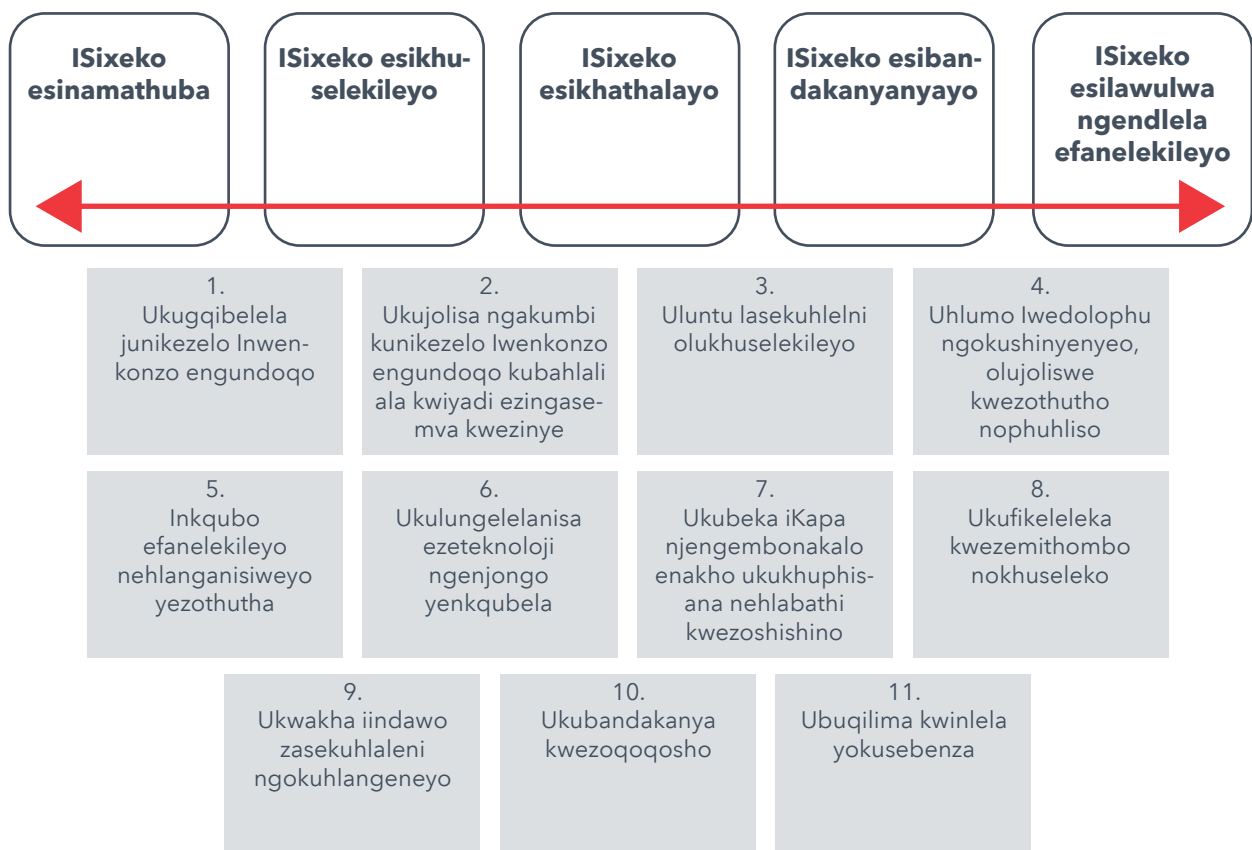 ISixeko
esinamathuba
ISixeko esikhu-
selekileyo
ISixeko
esikhathalayo
ISixeko esiban-
dakanyanyayo
ISixeko
esilawulwa
ngendlela
efanelekileyo
1.
Ukugqibelela
junikezelo Inwen-
konzo engundoqo
2.
Ukujolisa ngakumbi
kunikezelo Iwenkonzo
engundoqo kubahlali
ala kwiyadi ezingase-
mva kwezinye
3.
Uluntu lasekuhlelni
olukhuselekileyo
4.
Uhlumo Iwedolophu
ngokushinyenyeo,
olujoliswe
kwezothutho
nophuhliso
5.
Inkqubo
efanelekileyo
nehlanganisiweyo
yezothutha
6.
Ukulungelelanisa
ezeteknoloji
ngenjongo
yenkqubela
7.
Ukubeka iKapa
njengembonakalo
enakho ukukhuphis-
ana nehlabathi
kwezoshishino
8.
Ukufikeleleka
kwezemithombo
nokhuseleko
9.
Ukwakha iindawo
zasekuhlaleni
ngokuhlangeneyo
10.
Ukubandakanya
kwezoqoqosho
11.
Ubuqilima kwinlela
yokusebenza